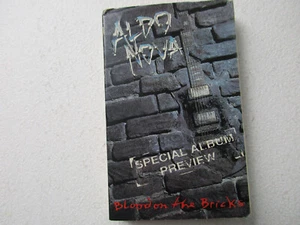 ALDO
NOVA
SPECIAL ALBUM
PREVIEW
Blood on the Bricks